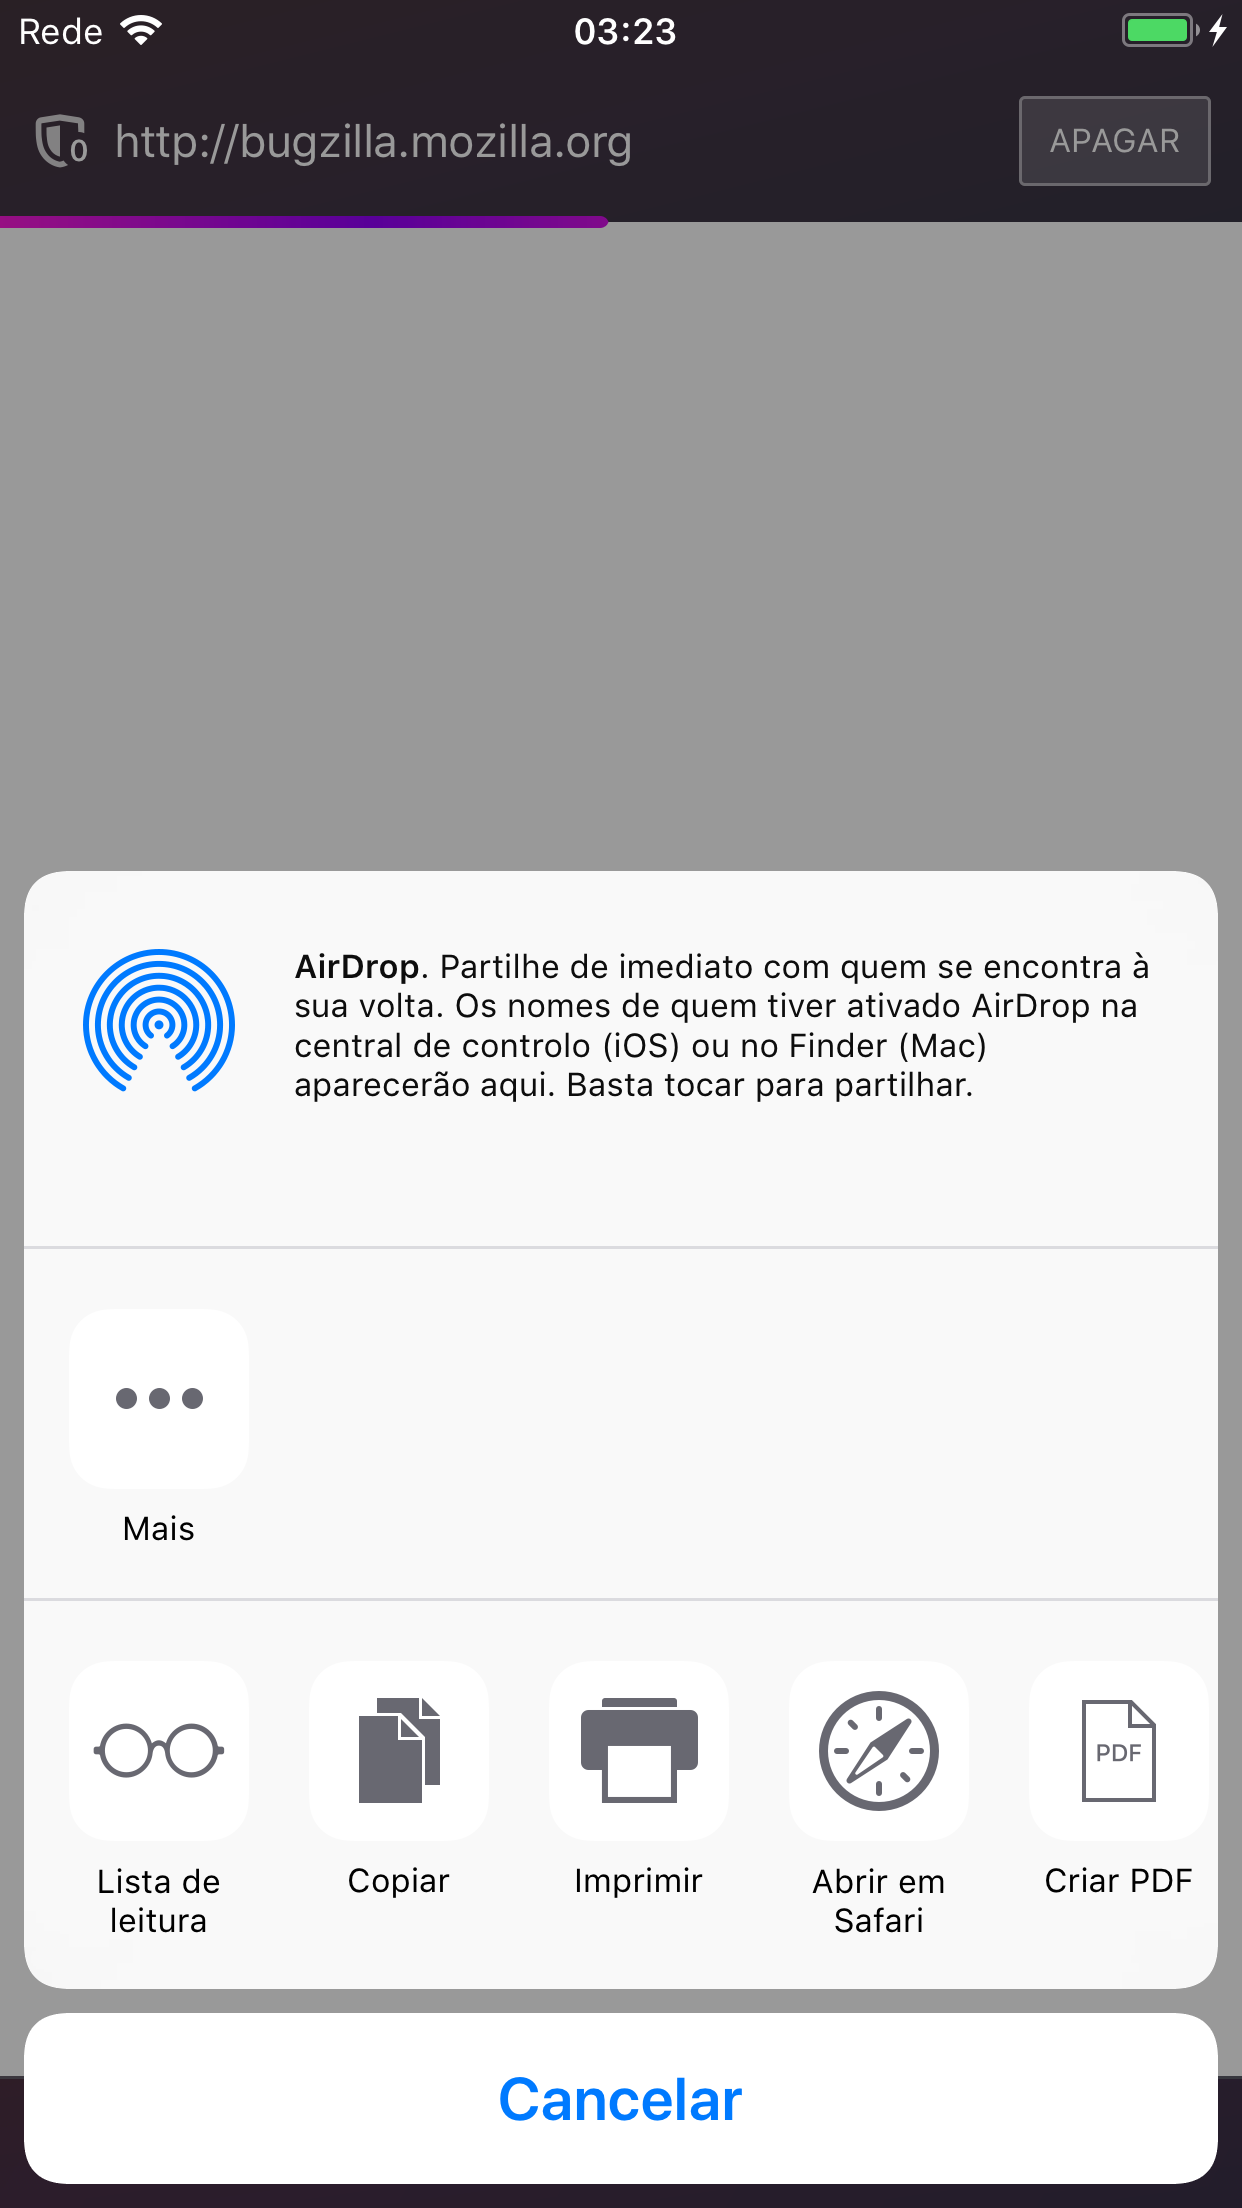 Rede
03:23
0
http://bugzilla.mozilla.org
APAGAR
AirDrop. Partilhe de imediato com quem se encontra à
sua volta. Os nomes de quem tiver ativado AirDrop na
central de controlo (iOS) ou no Finder (Mac)
aparecerão aqui. Basta tocar para partilhar.
Mais
PDF
Lista de
leitura
Copiar
Imprimir
Abrir em
Safari
Criar PDF
Cancelar